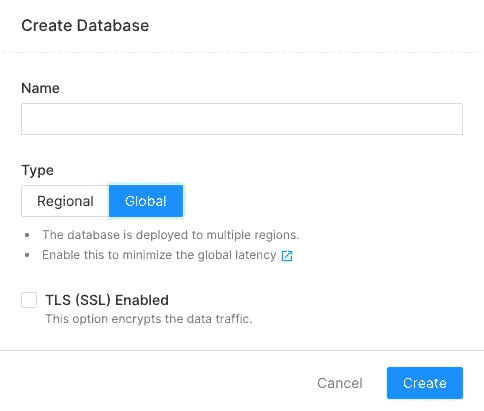 Create Database
Name
Type
Regional Global
The database is deployed to multiple regions.
Enable this to minimize the global latency
TLS (SSL) Enabled
This option encrypts the data traffic.
Cancel Create